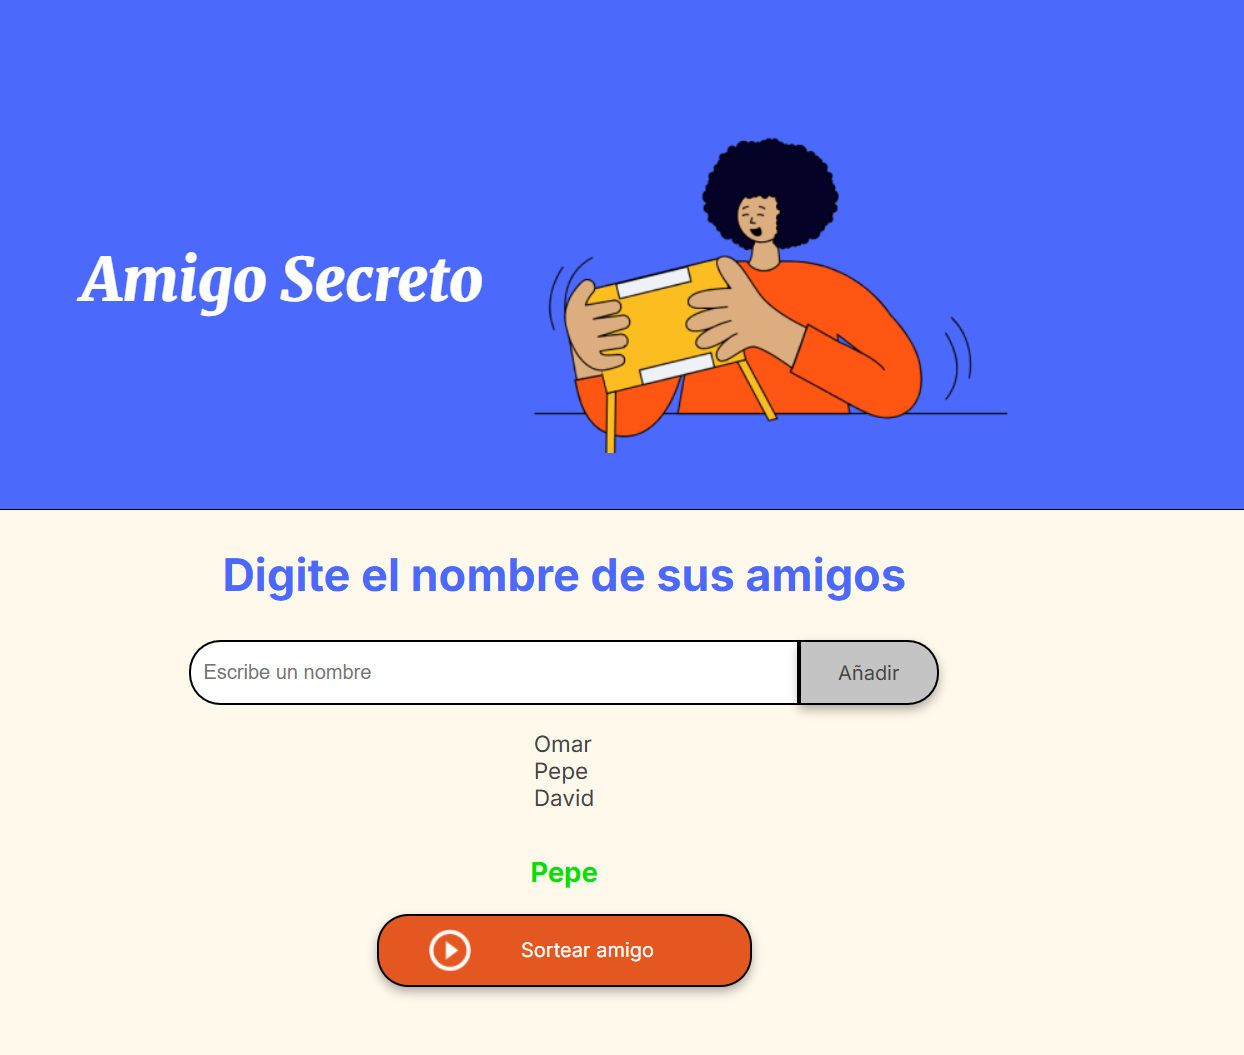 Amigo Secreto
Digite el nombre de sus amigos
Escribe un nombre
Añadir
Omar
Pepe
David
Pepe
Sortear amigo